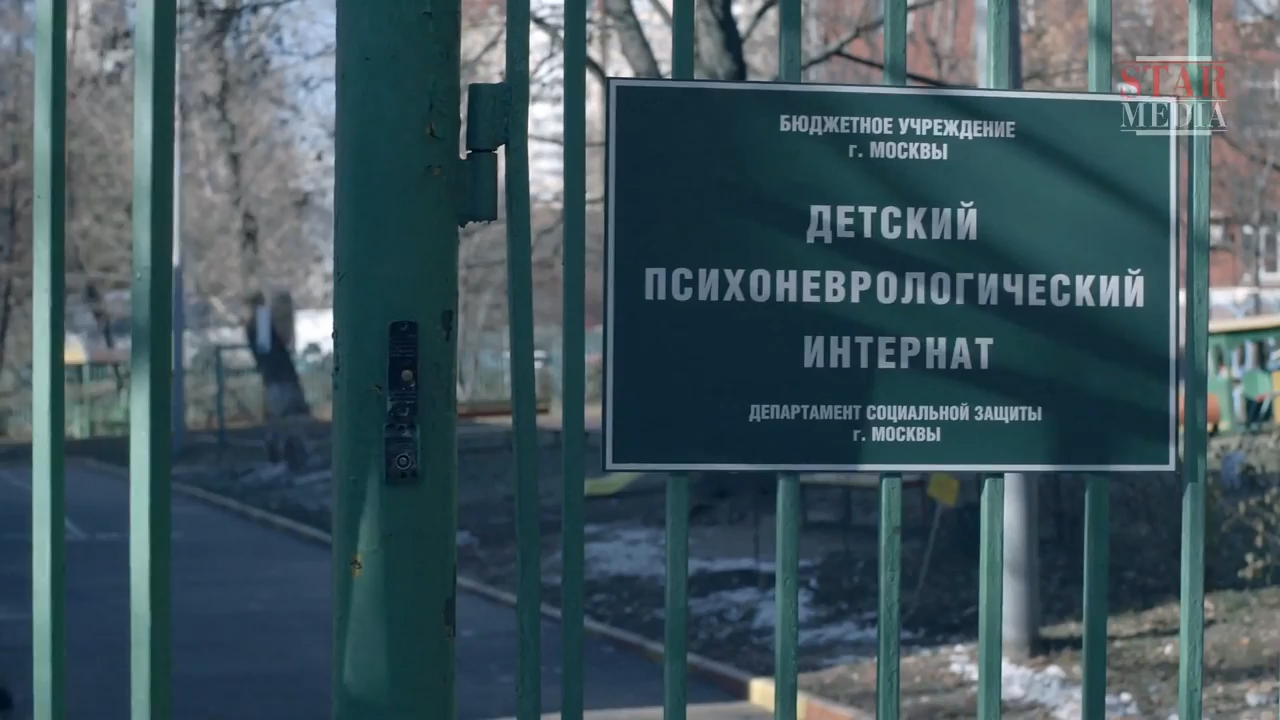 STAR
MEDIA
БЮДЖЕТНОЕ УЧРЕЖДЕНИЕ
г. МОСКВЫ
ДЕТСКИЙ
ПСИХОНЕВРОЛОГИЧЕСКИЙ
ИНТЕРНАТ
ДЕПАРТАМЕНТ СОЦИАЛЬНОЙ ЗАЩИТЫ
г. МОСКВЫ